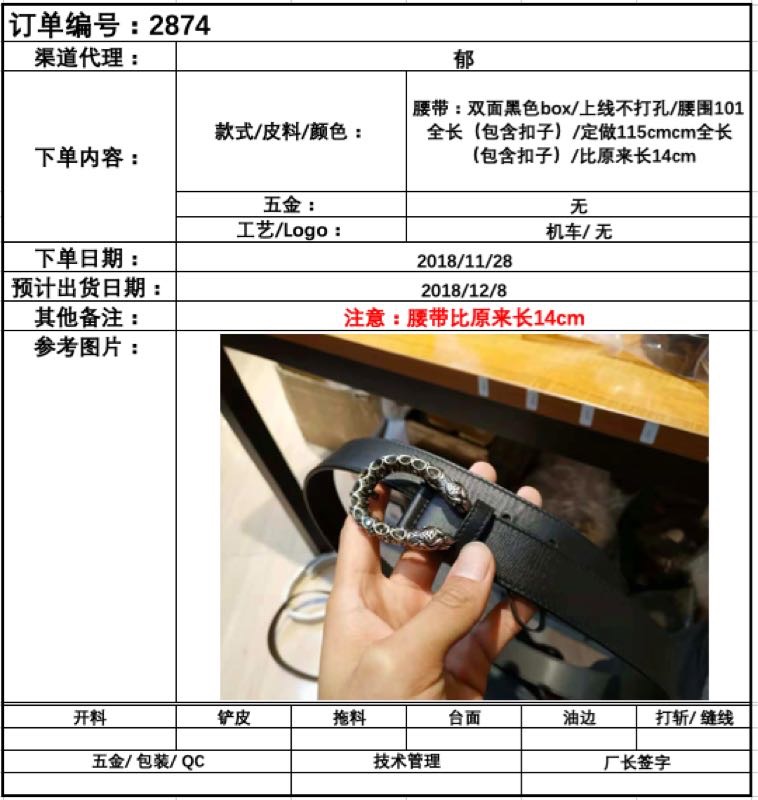 订单编号：2874
渠道代理：
郁
下单内容：
款式/皮料/颜色：
腰带：双面黑色box/上线不打孔/腰围101
全长（包含扣子）/定做115cmcm全长
（包含扣子）/比原来长14cm
五金：
无
工艺/Logo：
机车/ 无
下单日期：
2018/11/28
预计出货日期：
2018/12/8
其他备注：
注意：腰带比原来长14cm
参考图片：
开料
铲皮
拖料
台面
油边
打斩/ 缝线
五金/ 包装/ QC
技术管理
厂长签字